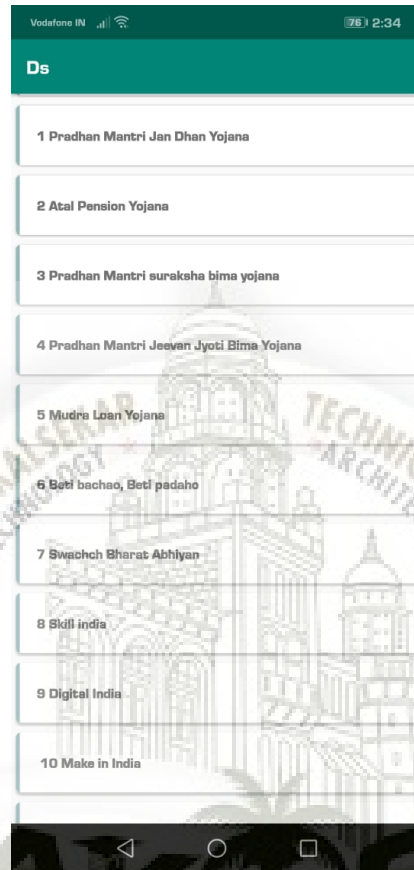 Vodafone IN
76 2:34
Ds
1 Pradhan Mantri Jan Dhan Yojana
2 Atal Pension Yojana
3 Pradhan Mantri suraksha bima yojana
4 Pradhan Mantri Jeevan Jyoti Bima Yojana
5 Mudra Loan Yojana
6 Beti bachao, Beti padaho
7 Swachch Bharat Abhiyan
8 Skill india
9 Digital India
10 Make in India